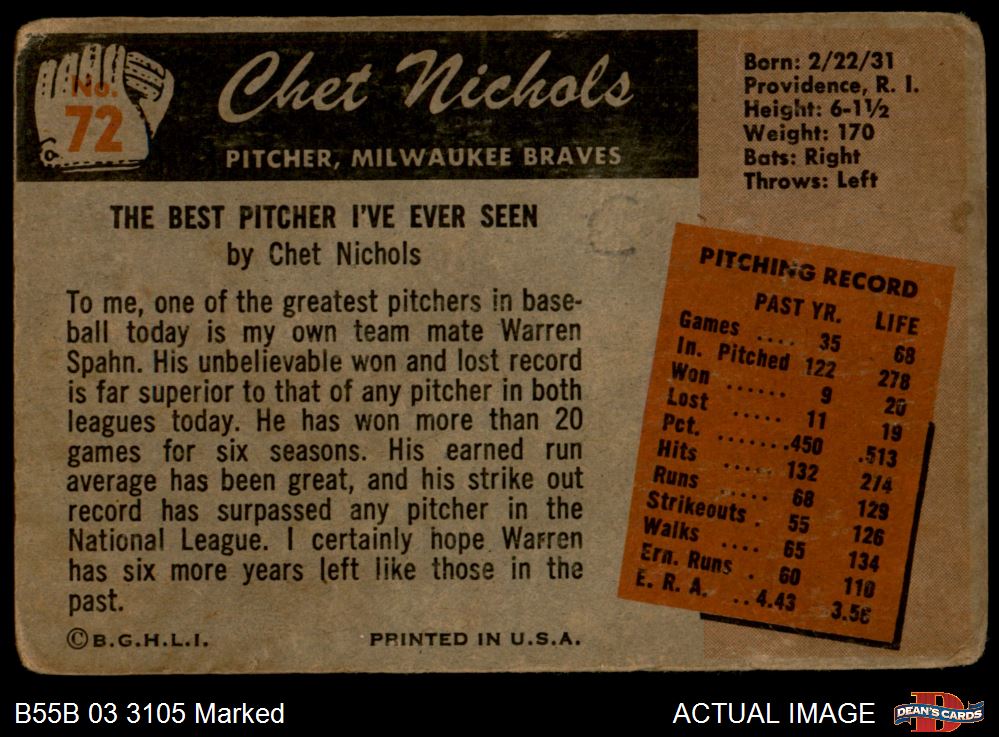 No.
72
Chet Nichols
PITCHER, MILWAUKEE BRAVES
Born: 2/22/31
Providence, R. I.
Height: 6-1½
Weight: 170
Bats: Right
Throws: Left
THE BEST PITCHER I'VE EVER SEEN
by Chet Nichols
To me, one of the greatest pitchers in base-
ball today is my own team mate Warren
Spahn. His unbelievable won and lost record
is far superior to that of any pitcher in both
leagues today. He has won more than 20
games for six seasons. His earned run
average has been great, and his strike out
record has surpassed any pitcher in the
National League. I certainly hope Warren
has six more years left like those in the
past.
©B.G.H.L.I. PRINTED IN U.S.A.
PITCHING RECORD
PAST YR. LIFE
Games .... 35 68
In. Pitched 122 278
Won ...... 9 20
Lost ..... 11 19
Pct. .......450 .513
Hits ..... 132 274
Runs .... 68 129
Strikeouts . 55 126
Walks .... 65 134
Ern. Runs . 60 110
E. R. A. ..4.43 3.56
B55B 03 3105 Marked
ACTUAL IMAGE
D
DEAN'S CARDS